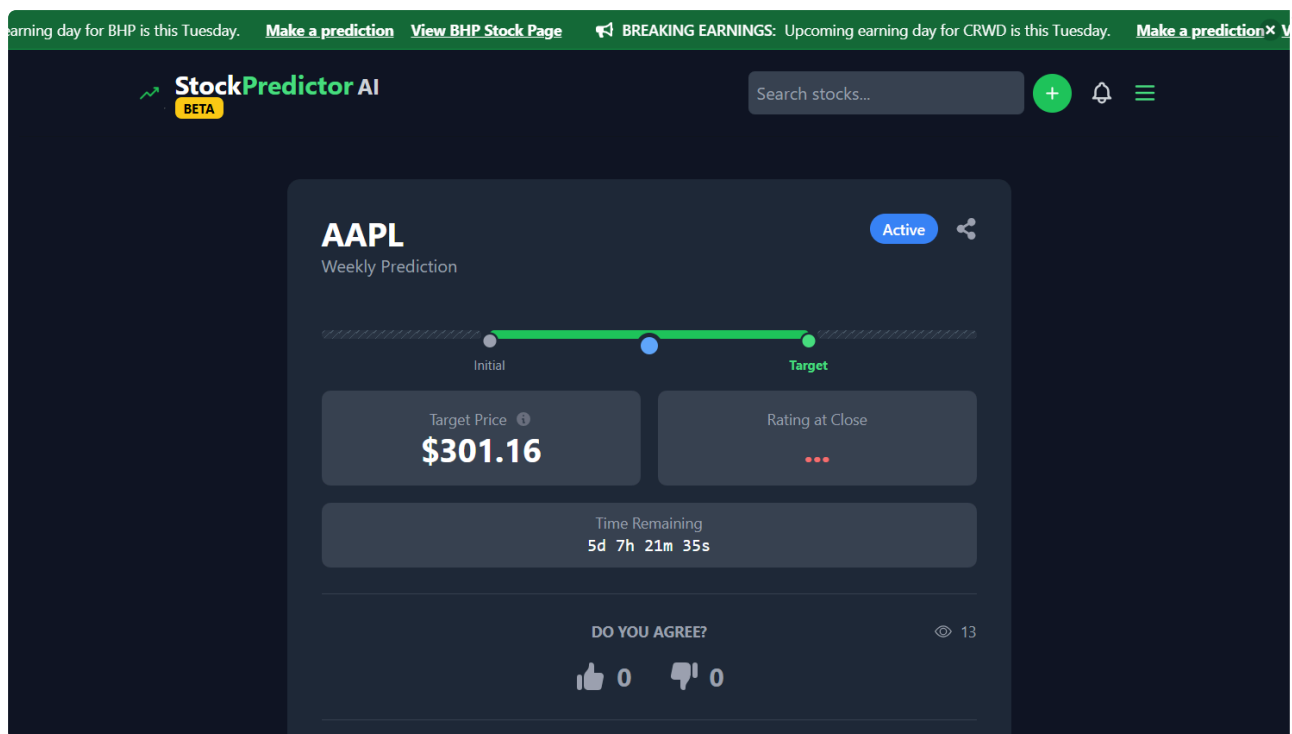 earning day for BHP is this Tuesday. Make a prediction View BHP Stock Page BREAKING EARNINGS: Upcoming earning day for CRWD is this Tuesday. Make a prediction× V
StockPredictor AI
BETA
Search stocks...
+
AAPL
Active
Weekly Prediction
Initial
Target
Target Price
$301.16
Rating at Close
...
Time Remaining
5d 7h 21m 35s
DO YOU AGREE?
13
0
0